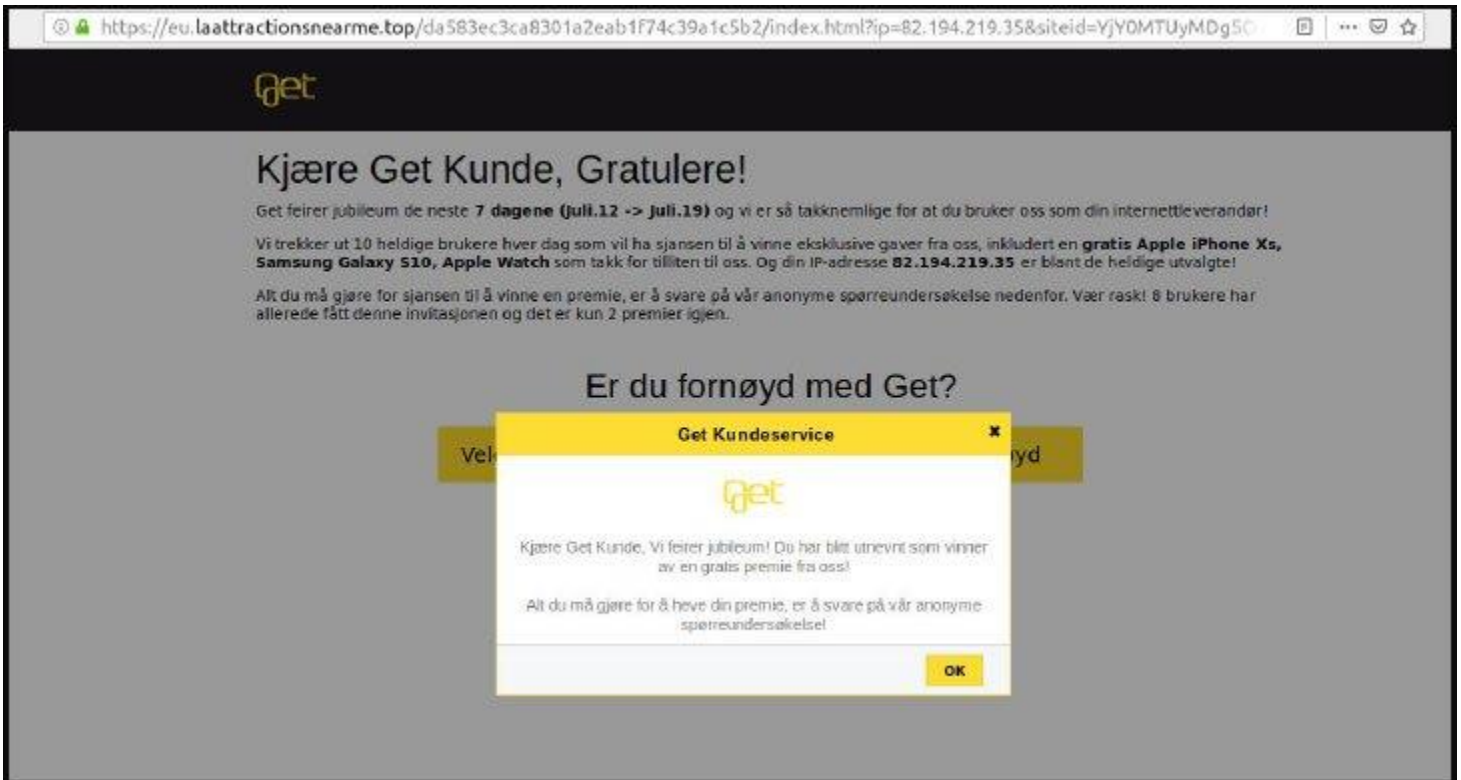 https://eu.laattractionsnearme.top/da583ec3ca8301a2eab1f74c39a1c5b2/index.html?ip=82.194.219.35&siteid=YjY0MTUyMDg5
Get
Kjære Get Kunde, Gratulere!
Get feirer jubileum de neste 7 dagene (Juli.12 -> Juli.19) og vi er så takknemlige for at du bruker oss som din internettleverandør!
Vi trekker ut 10 heldige brukere hver dag som vil ha sjansen til å vinne eksklusive gaver fra oss, inkludert en gratis Apple iPhone Xs,
Samsung Galaxy S10, Apple Watch som takk for tilliten til oss. Og din IP-adresse 82.194.219.35 er blant de heldige utvalgte!
Alt du må gjøre for sjansen til å vinne en premie, er å svare på vår anonyme spørreundersøkelse nedenfor. Vær rask! 8 brukere har
allerede fått denne invitasjonen og det er kun 2 premier igjen.
Er du fornøyd med Get?
Get Kundeservice
Get
Kjære Get Kunde, Vi feirer jubileum! Du har blitt utnevnt som vinner
av en gratis premie fra oss!
Alt du må gjøre for å heve din premie, er å svare på vår anonyme
spørreundersøkelse!
OK